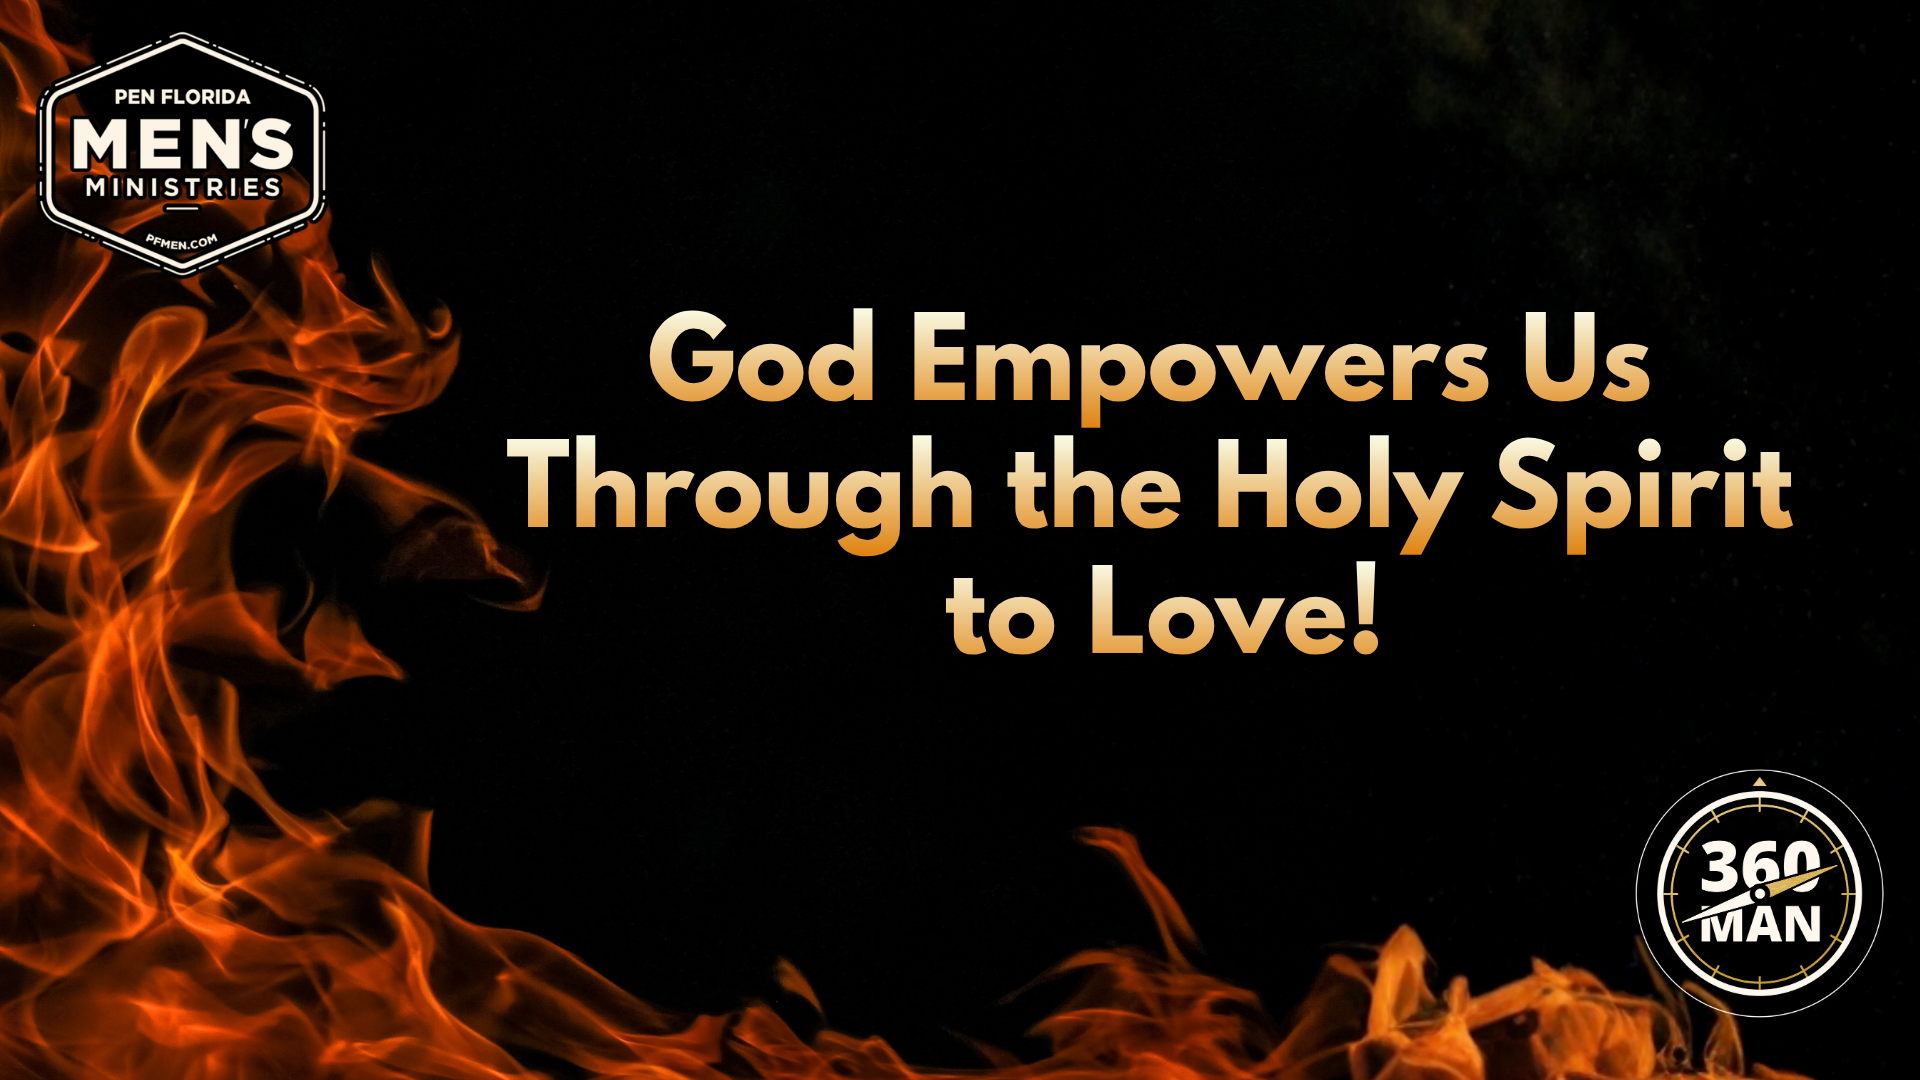 PEN FLORIDA
MEN'S
MINISTRIES
PFMEN.COM
God Empowers Us
Through the Holy Spirit
to Love!
360
MAN